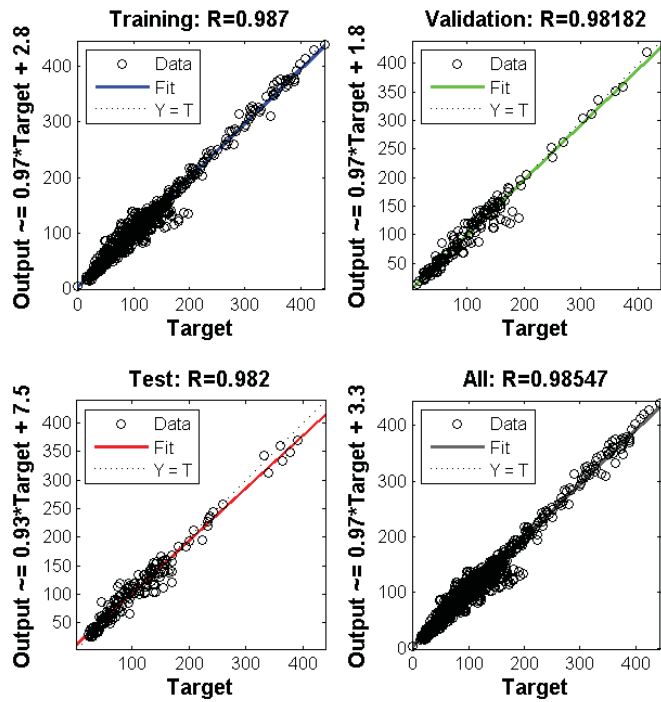 Training: R=0.987
Output ~= 0.97*Target + 2.8
400
300
200
100
0
Data
Fit
Y = T
0 100 200 300 400
Target
Validation: R=0.98182
Output ~= 0.97*Target + 1.8
400
350
300
250
200
150
100
50
Data
Fit
Y = T
100 200 300 400
Target
Test: R=0.982
Output ~= 0.93*Target + 7.5
400
350
300
250
200
150
100
50
Data
Fit
Y = T
100 200 300 400
Target
All: R=0.98547
Output ~= 0.97*Target + 3.3
400
300
200
100
0
Data
Fit
Y = T
0 100 200 300 400
Target